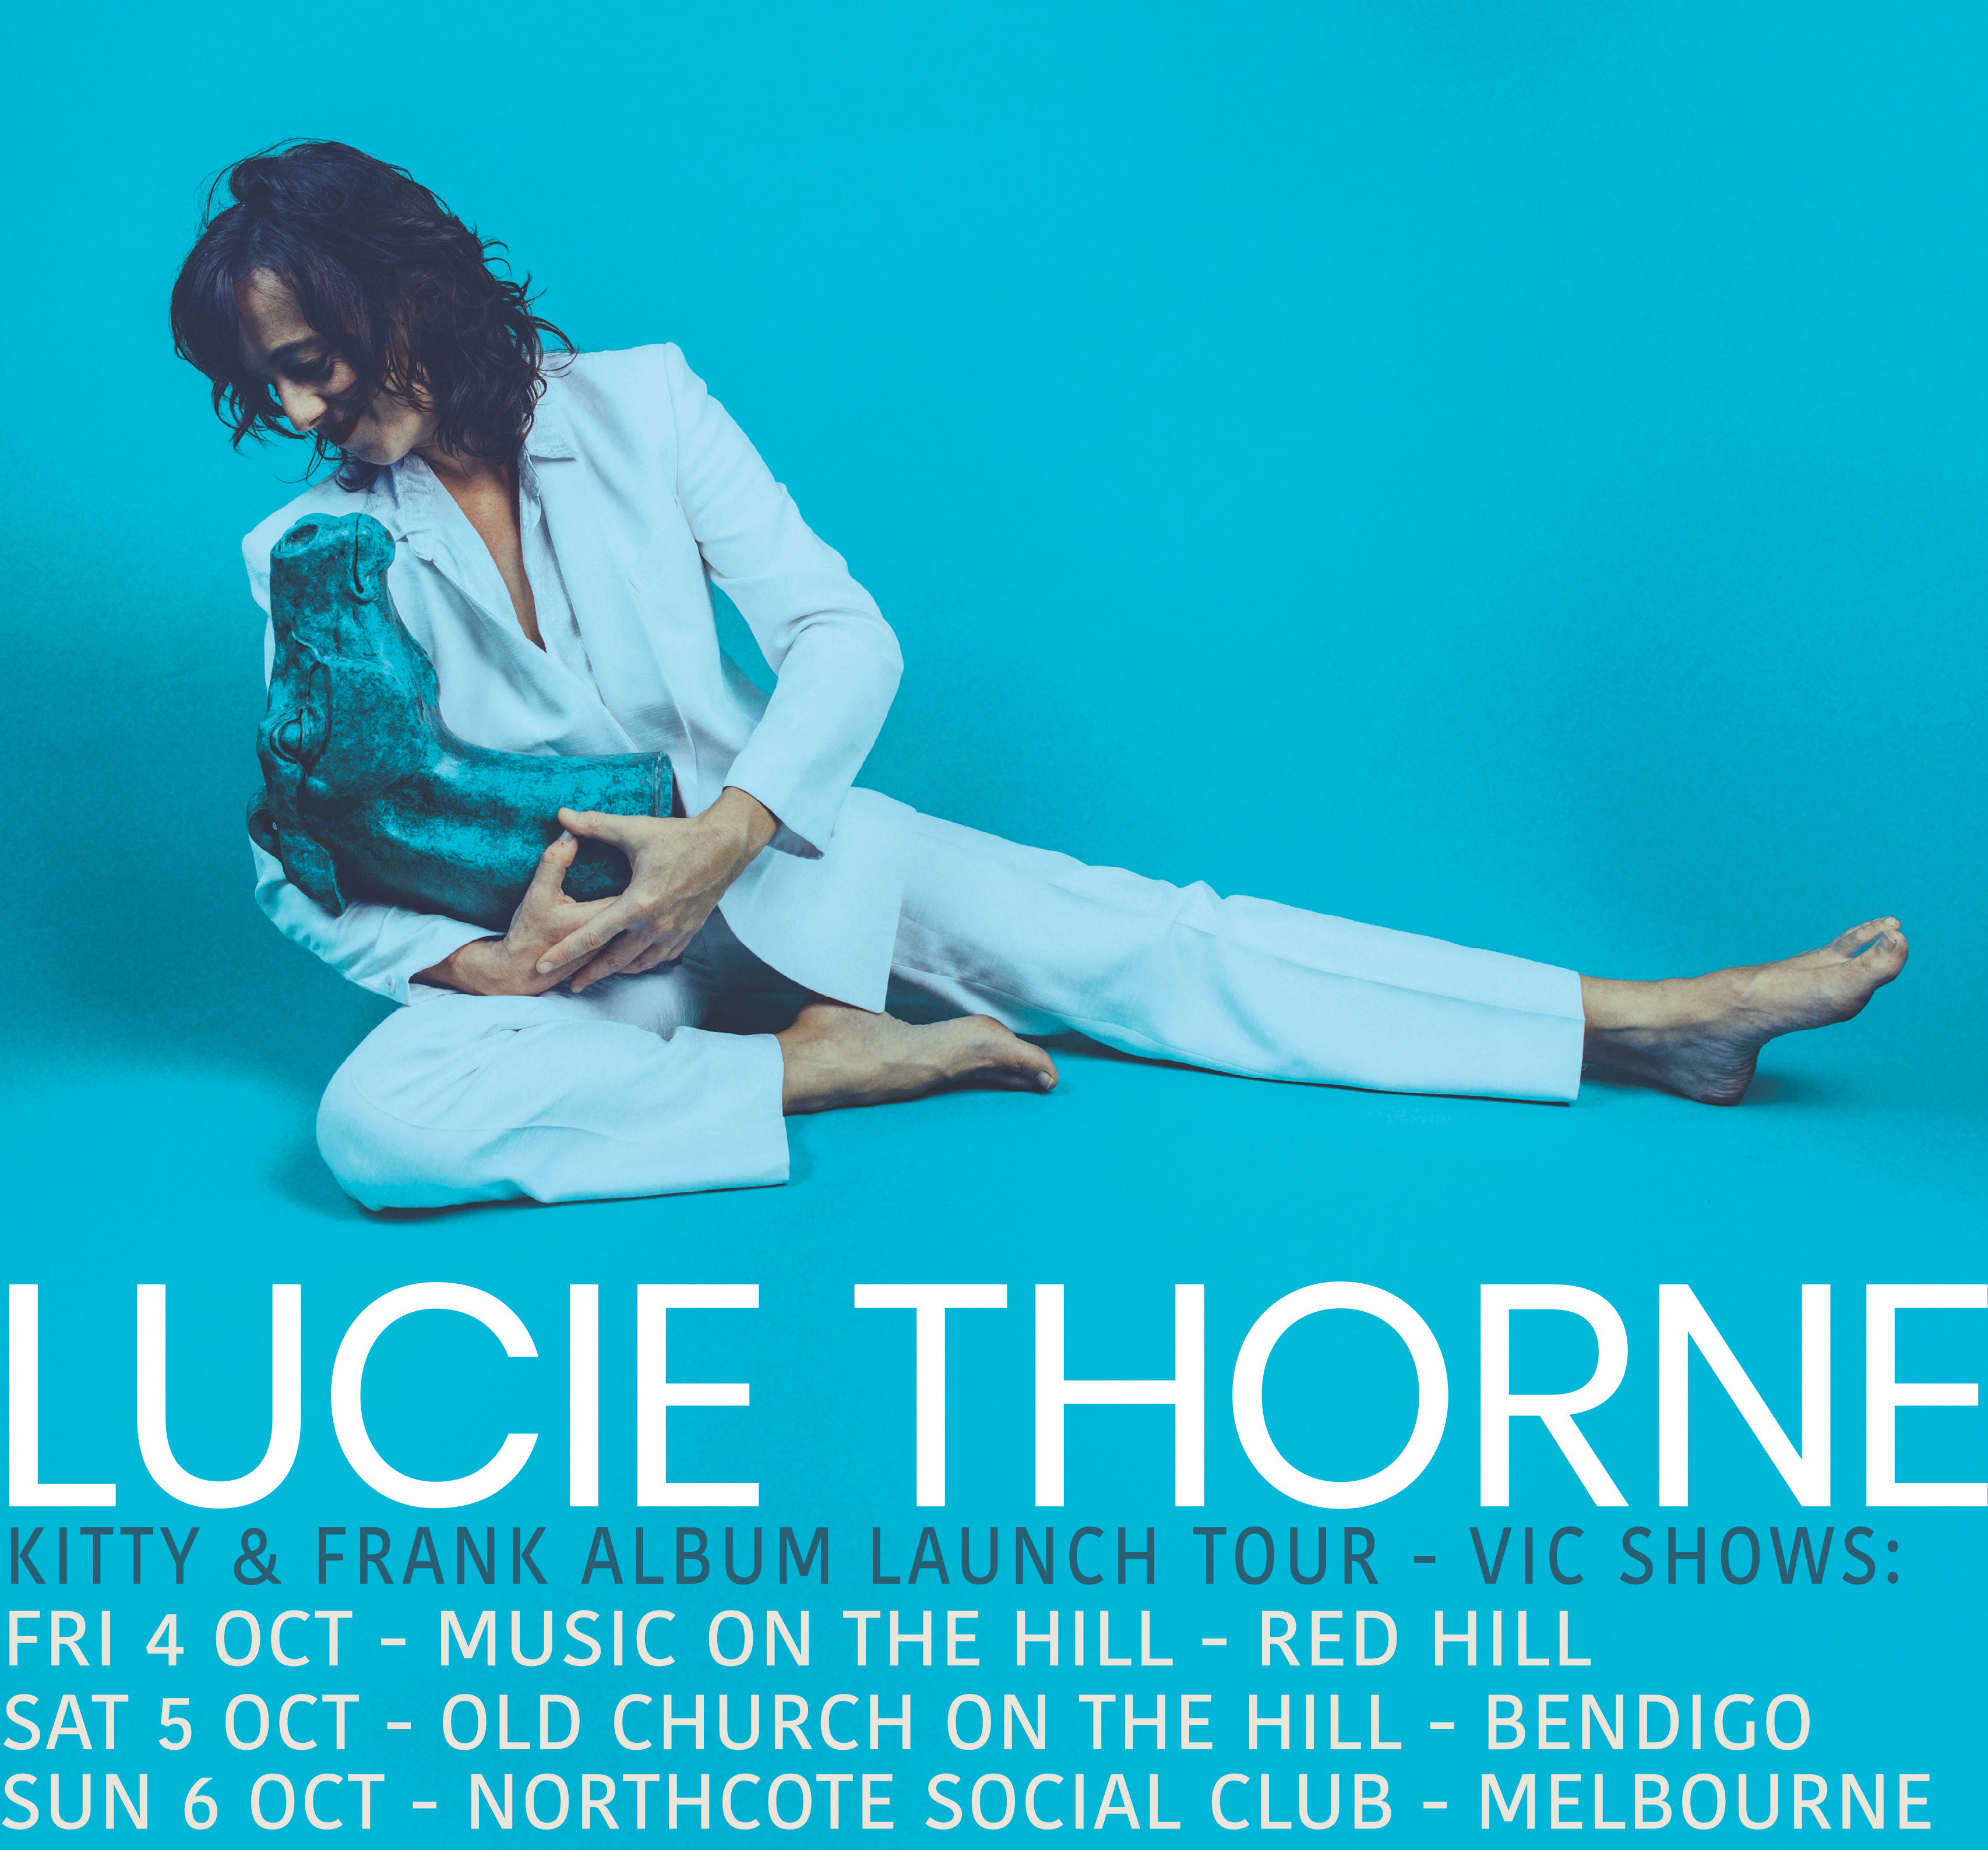 LUCIE THORNE
KITTY & FRANK ALBUM LAUNCH TOUR - VIC SHOWS:
FRI 4 OCT - MUSIC ON THE HILL - RED HILL
SAT 5 OCT - OLD CHURCH ON THE HILL - BENDIGO
SUN 6 OCT - NORTHCOTE SOCIAL CLUB - MELBOURNE